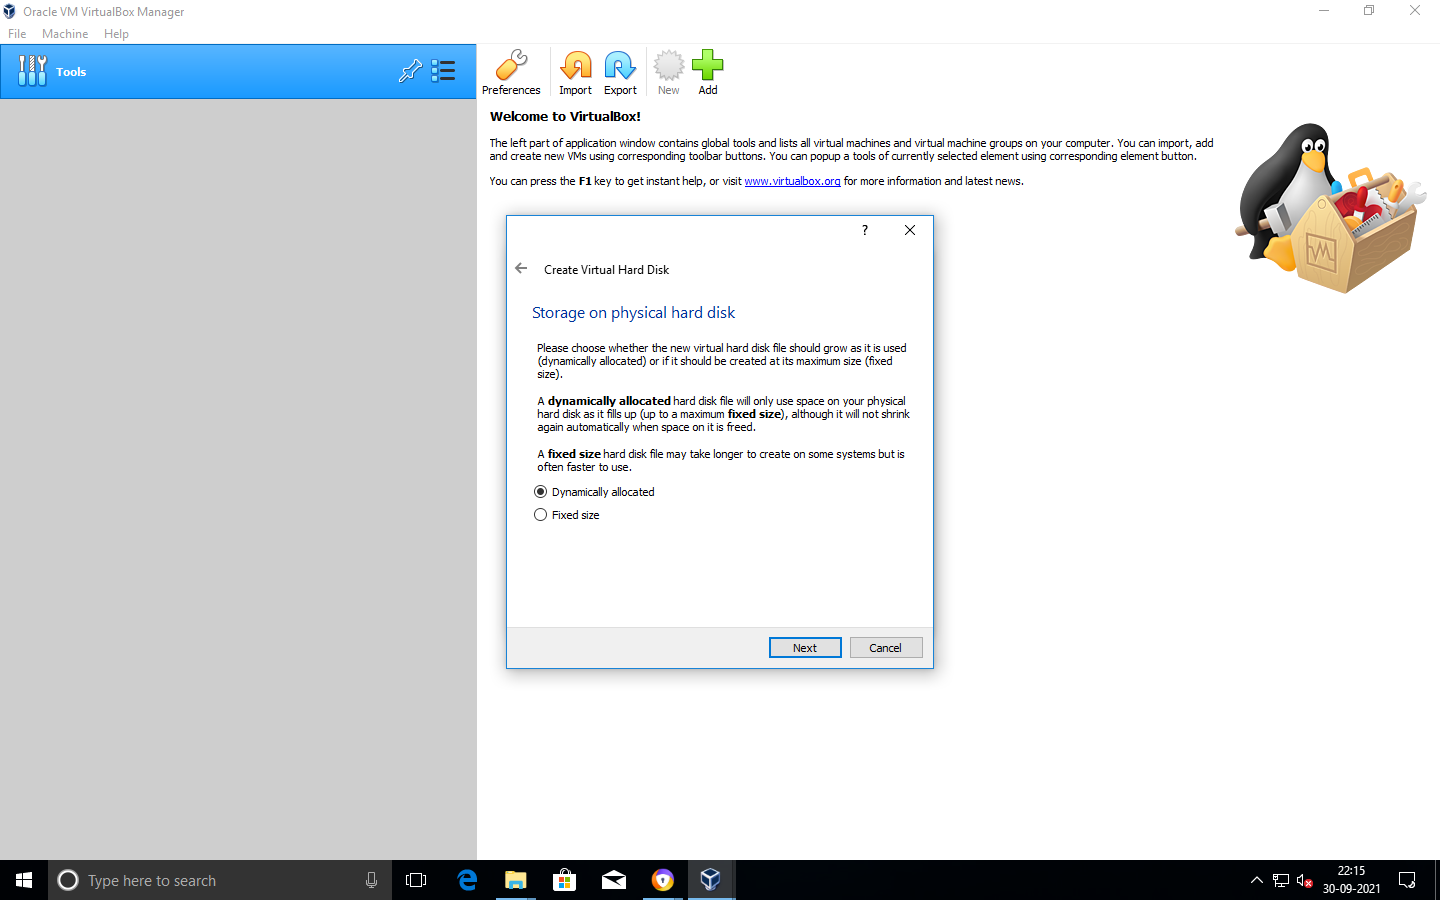 Oracle VM VirtualBox Manager
File Machine Help
Tools
Preferences Import Export New Add
Welcome to VirtualBox!
The left part of application window contains global tools and lists all virtual machines and virtual machine groups on your computer. You can import, add
and create new VMs using corresponding toolbar buttons. You can popup a tools of currently selected element using corresponding element button.
You can press the F1 key to get instant help, or visit www.virtualbox.org for more information and latest news.
?
Create Virtual Hard Disk
Storage on physical hard disk
Please choose whether the new virtual hard disk file should grow as it is used
(dynamically allocated) or if it should be created at its maximum size (fixed
size).
A dynamically allocated hard disk file will only use space on your physical
hard disk as it fills up (up to a maximum fixed size), although it will not shrink
again automatically when space on it is freed.
A fixed size hard disk file may take longer to create on some systems but is
often faster to use.
Dynamically allocated
Fixed size
Next Cancel
Type here to search
22:15
30-09-2021